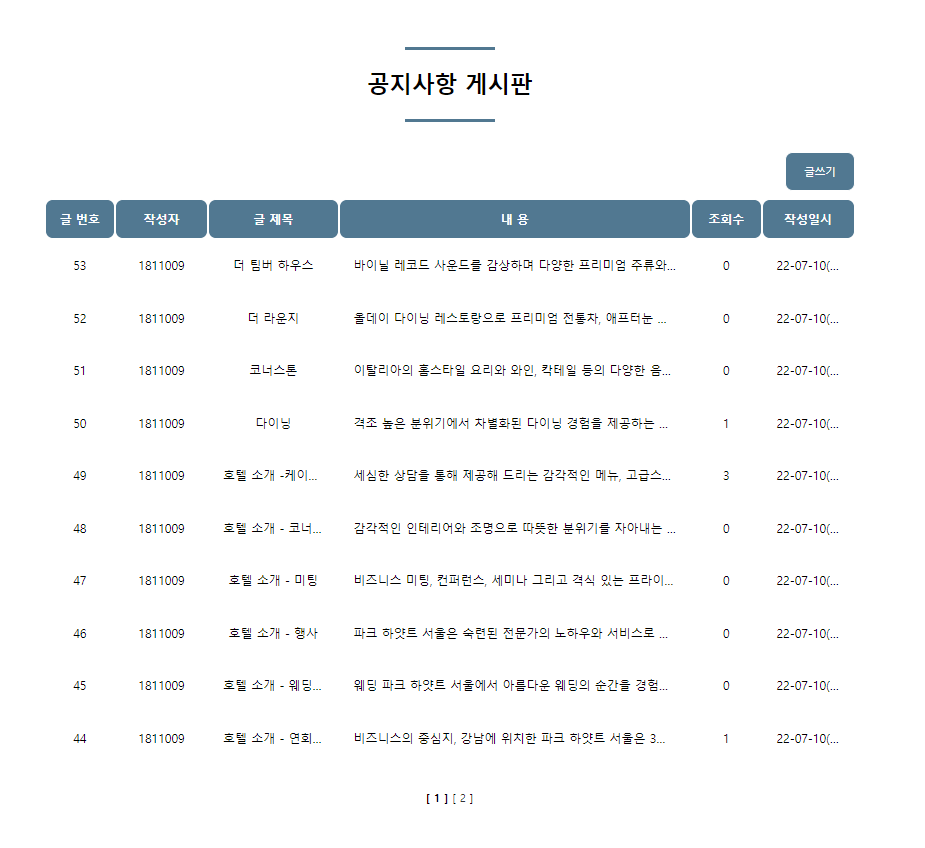 공지사항 게시판
글쓰기
글 번호 작성자 글 제목 내 용 조회수 작성일시
53 1811009 더 팀버 하우스 바이닐 레코드 사운드를 감상하며 다양한 프리미엄 주류와... 0 22-07-10(...
52 1811009 더 라운지 올데이 다이닝 레스토랑으로 프리미엄 전통차, 애프터눈 ... 0 22-07-10(...
51 1811009 코너스톤 이탈리아의 홈스타일 요리와 와인, 칵테일 등의 다양한 음... 0 22-07-10(...
50 1811009 다이닝 격조 높은 분위기에서 차별화된 다이닝 경험을 제공하는 ... 1 22-07-10(...
49 1811009 호텔 소개 -케이... 세심한 상담을 통해 제공해 드리는 감각적인 메뉴, 고급스... 3 22-07-10(...
48 1811009 호텔 소개 - 코너... 감각적인 인테리어와 조명으로 따뜻한 분위기를 자아내는 ... 0 22-07-10(...
47 1811009 호텔 소개 - 미팅 비즈니스 미팅, 컨퍼런스, 세미나 그리고 격식 있는 프라이... 0 22-07-10(...
46 1811009 호텔 소개 - 행사 파크 하얏트 서울은 숙련된 전문가의 노하우와 서비스로 ... 0 22-07-10(...
45 1811009 호텔 소개 - 웨딩... 웨딩 파크 하얏트 서울에서 아름다운 웨딩의 순간을 경험... 0 22-07-10(...
44 1811009 호텔 소개 - 연회... 비즈니스의 중심지, 강남에 위치한 파크 하얏트 서울은 3... 1 22-07-10(...
[ 1 ] [ 2 ]